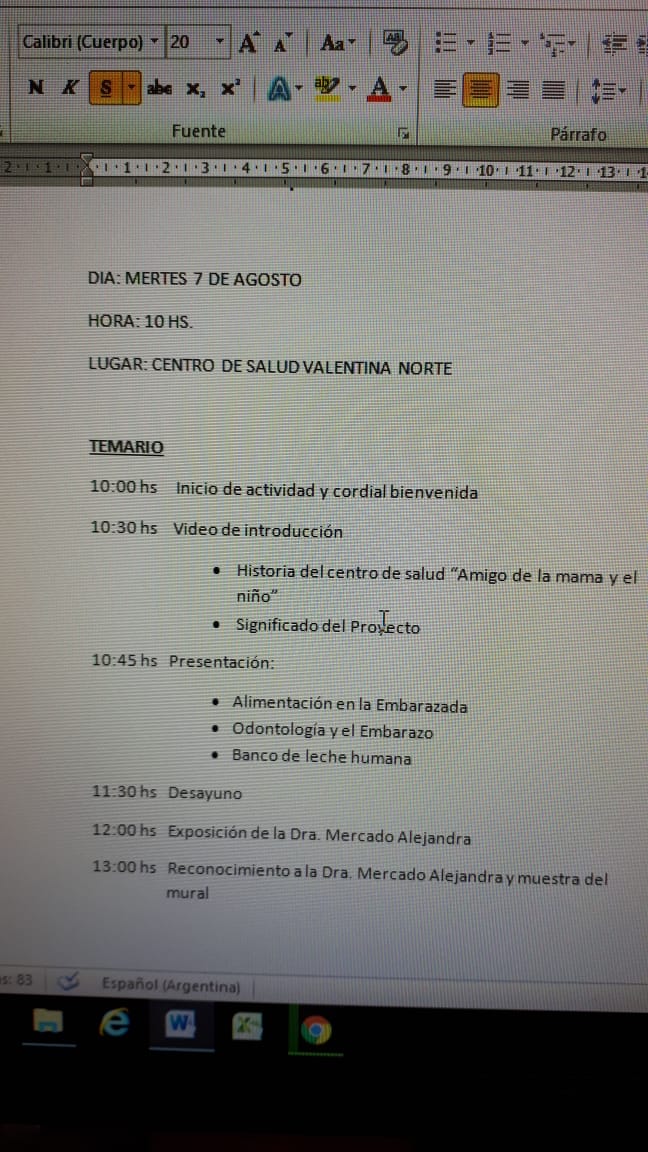 Calibri (Cuerpo) 20 A A Aa
N K S abc x₂ x² A ab A
Fuente
Párrafo
2 1 1 2 3 4 5 6 7 8 9 10 11 12 13
DIA: MERTES 7 DE AGOSTO
HORA: 10 HS.
LUGAR: CENTRO DE SALUD VALENTINA NORTE
TEMARIO
10:00 hs Inicio de actividad y cordial bienvenida
10:30 hs Video de introducción
• Historia del centro de salud “Amigo de la mama y el
niño”
• Significado del Proyecto
10:45 hs Presentación:
• Alimentación en la Embarazada
• Odontología y el Embarazo
• Banco de leche humana
11:30 hs Desayuno
12:00 hs Exposición de la Dra. Mercado Alejandra
13:00 hs Reconocimiento a la Dra. Mercado Alejandra y muestra del
mural
s: 83 Español (Argentina)